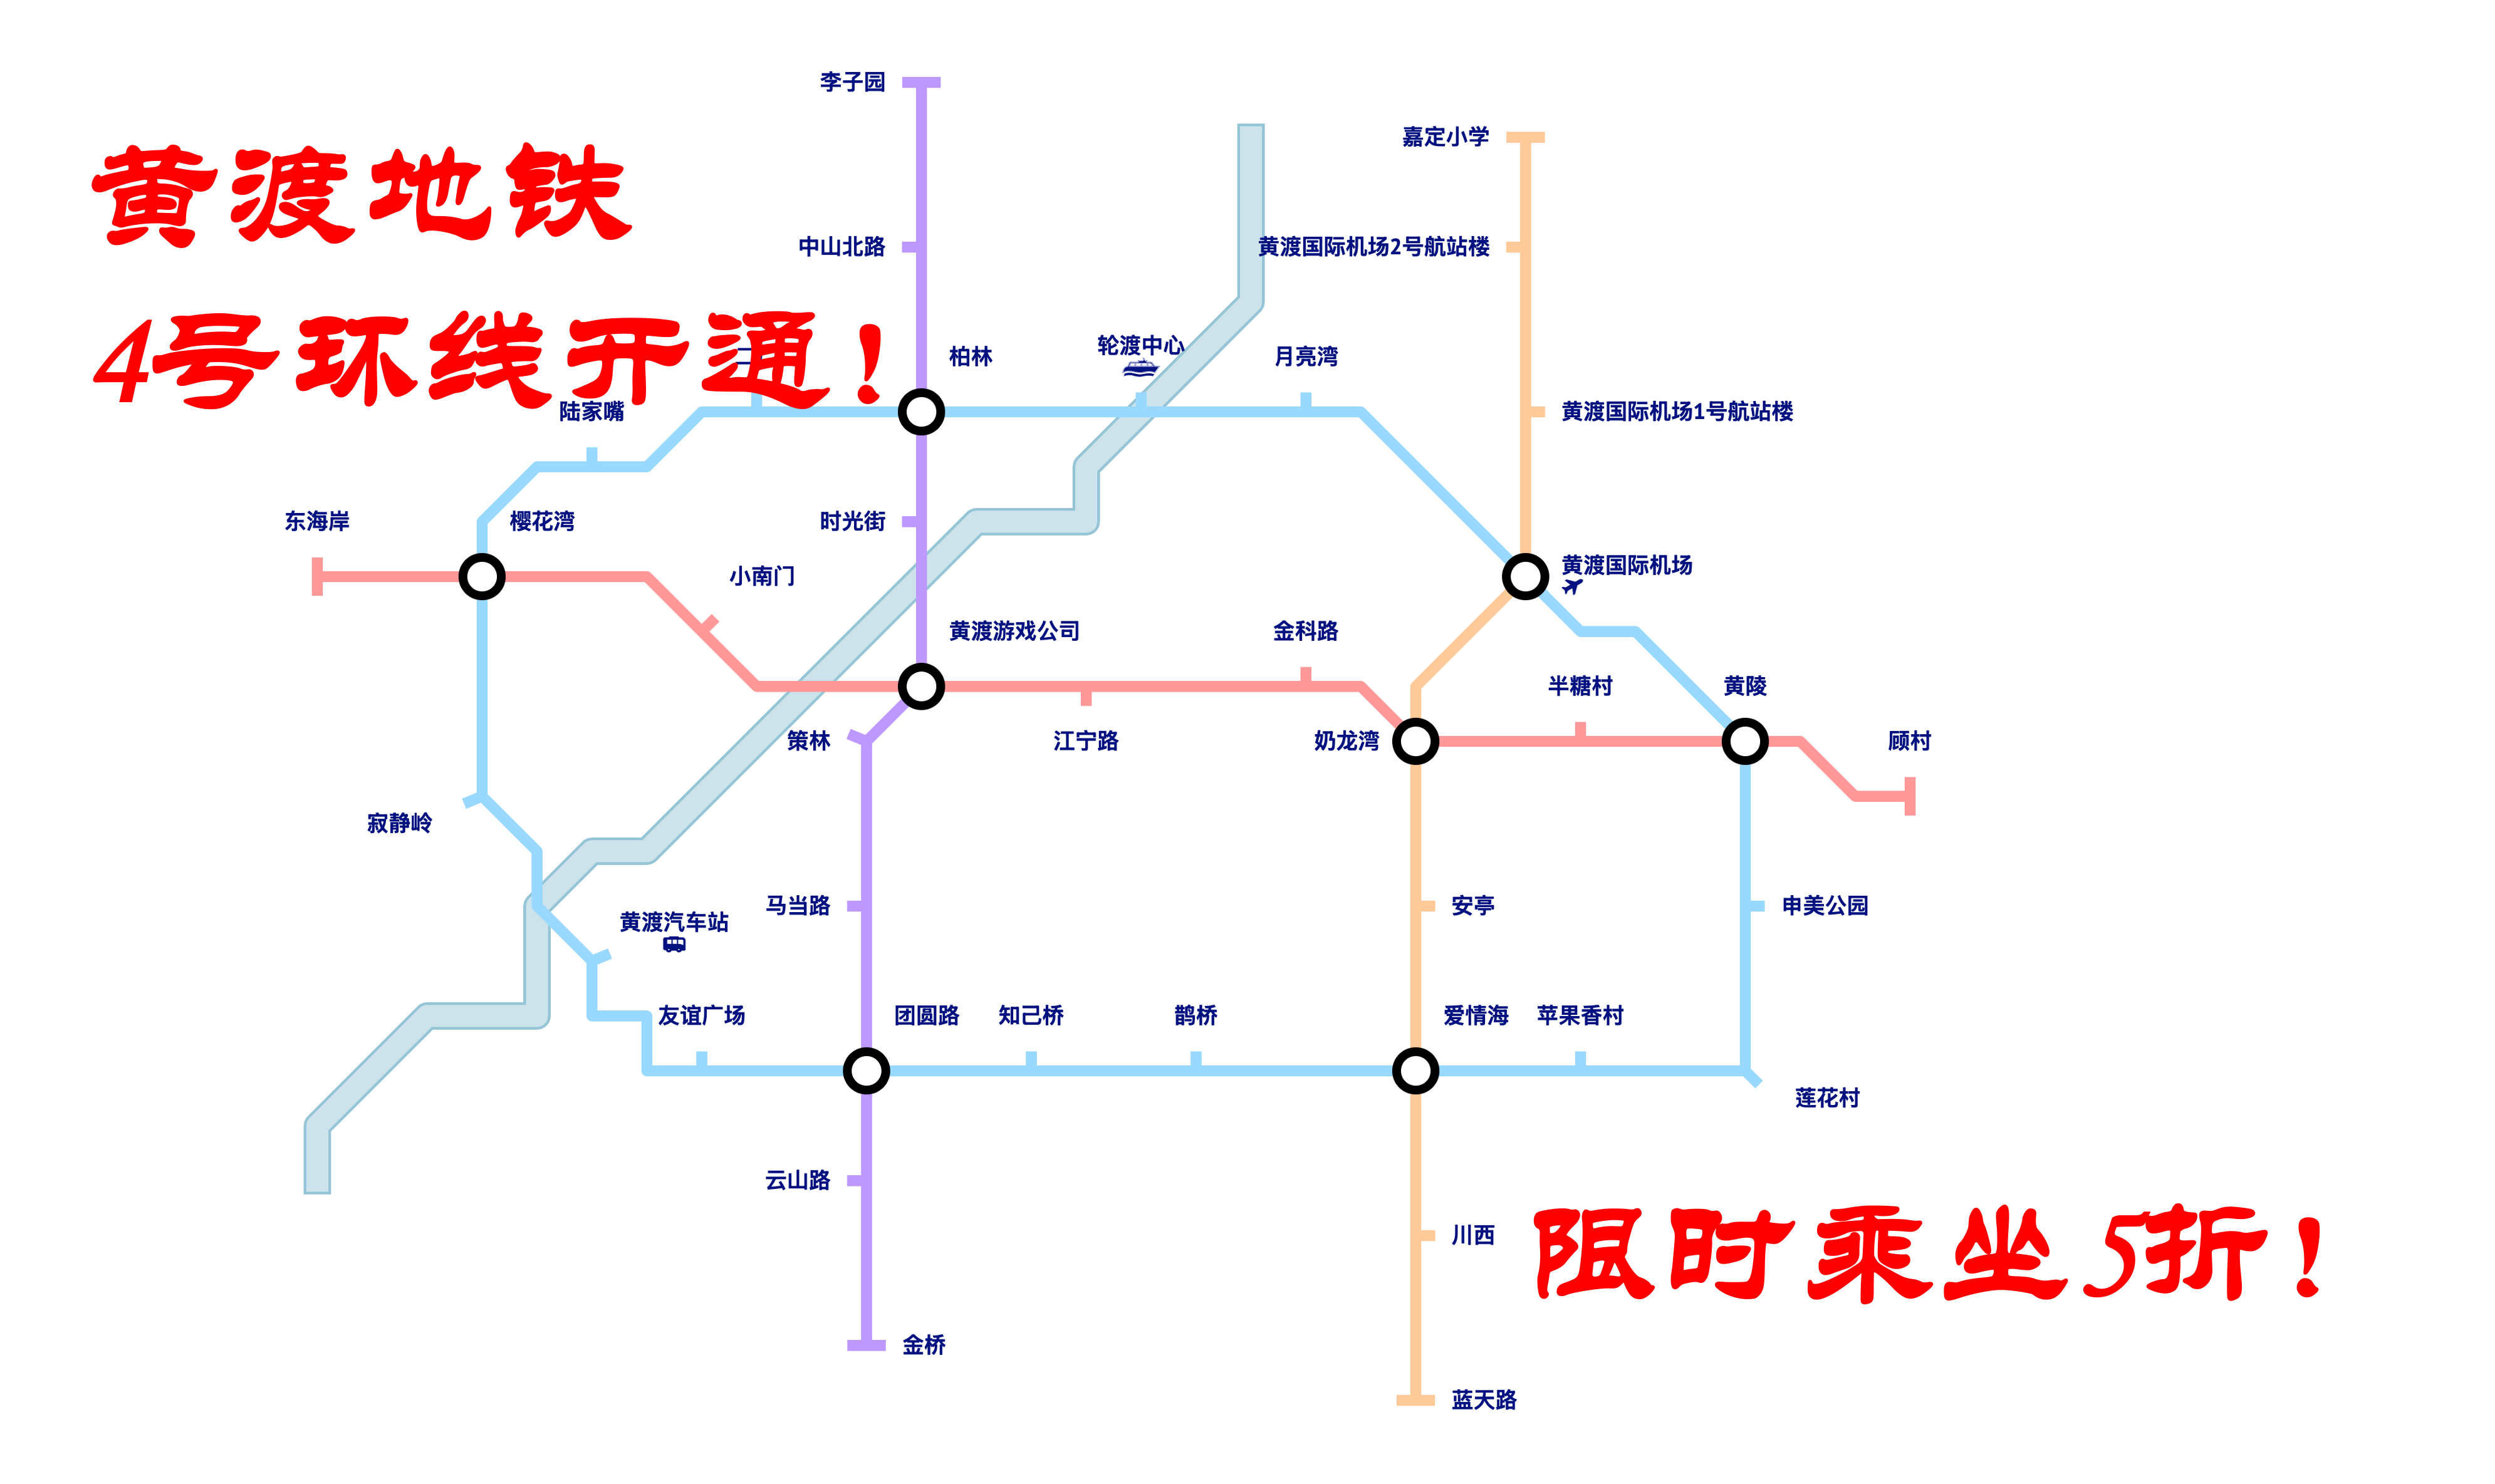 李子园
嘉定小学
黄渡地铁
中山北路
黄渡国际机场2号航站楼
4号环线开通！
轮渡中心
柏林
月亮湾
陆家嘴
黄渡国际机场1号航站楼
东海岸
樱花湾
时光街
黄渡国际机场
小南门
黄渡游戏公司
金科路
半糖村
黄陵
策林
江宁路
奶龙湾
顾村
寂静岭
马当路
安亭
申美公园
黄渡汽车站
友谊广场
团圆路
知己桥
鹊桥
爱情海
苹果香村
莲花村
云山路
川西
限时乘坐5折！
金桥
蓝天路